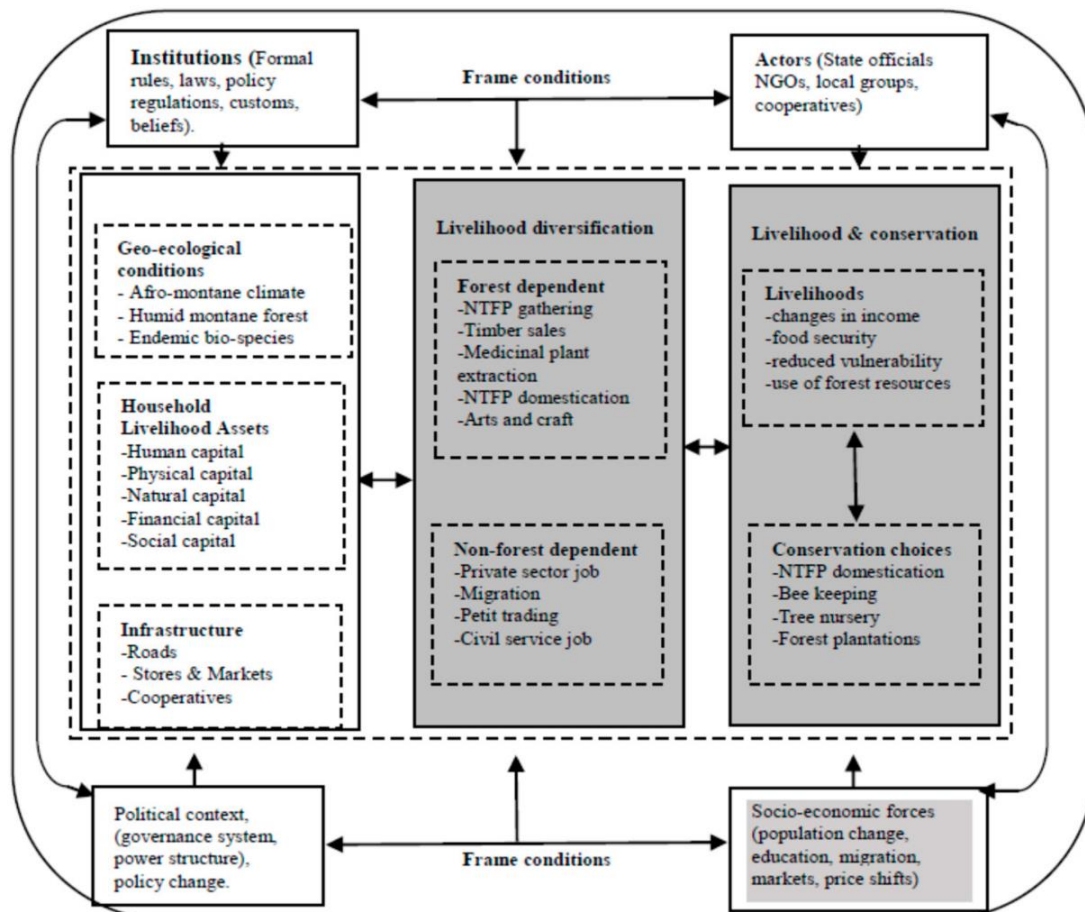 Institutions (Formal
rules, laws, policy
regulations, customs,
beliefs).
Frame conditions
Actors (State officials
NGOs, local groups,
cooperatives)
Geo-ecological
conditions
- Afro-montane climate
- Humid montane forest
- Endemic bio-species
Household
Livelihood Assets
-Human capital
-Physical capital
-Natural capital
-Financial capital
-Social capital
Infrastructure
-Roads
- Stores & Markets
-Cooperatives
Livelihood diversification
Forest dependent
-NTFP gathering
-Timber sales
-Medicinal plant
extraction
-NTFP domestication
-Arts and craft
Non-forest dependent
-Private sector job
-Migration
-Petit trading
-Civil service job
Livelihood & conservation
Livelihoods
-changes in income
-food security
-reduced vulnerability
-use of forest resources
Conservation choices
-NTFP domestication
-Bee keeping
-Tree nursery
-Forest plantations
Political context,
(governance system,
power structure),
policy change.
Frame conditions
Socio-economic forces
(population change,
education, migration,
markets, price shifts)